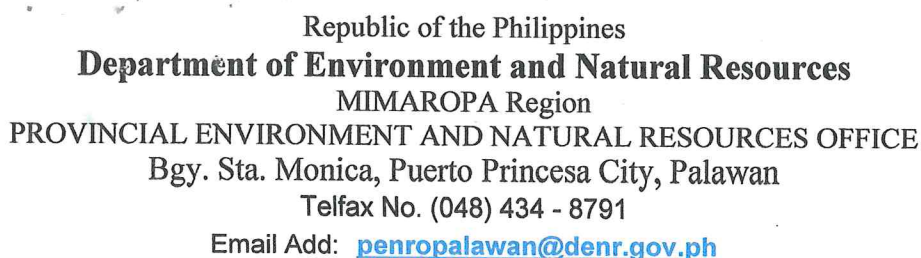 Republic of the Philippines
Department of Environment and Natural Resources
MIMAROPA Region
PROVINCIAL ENVIRONMENT AND NATURAL RESOURCES OFFICE
Bgy. Sta. Monica, Puerto Princesa City, Palawan
Telfax No. (048) 434 - 8791
Email Add: penropalawan@denr.gov.ph